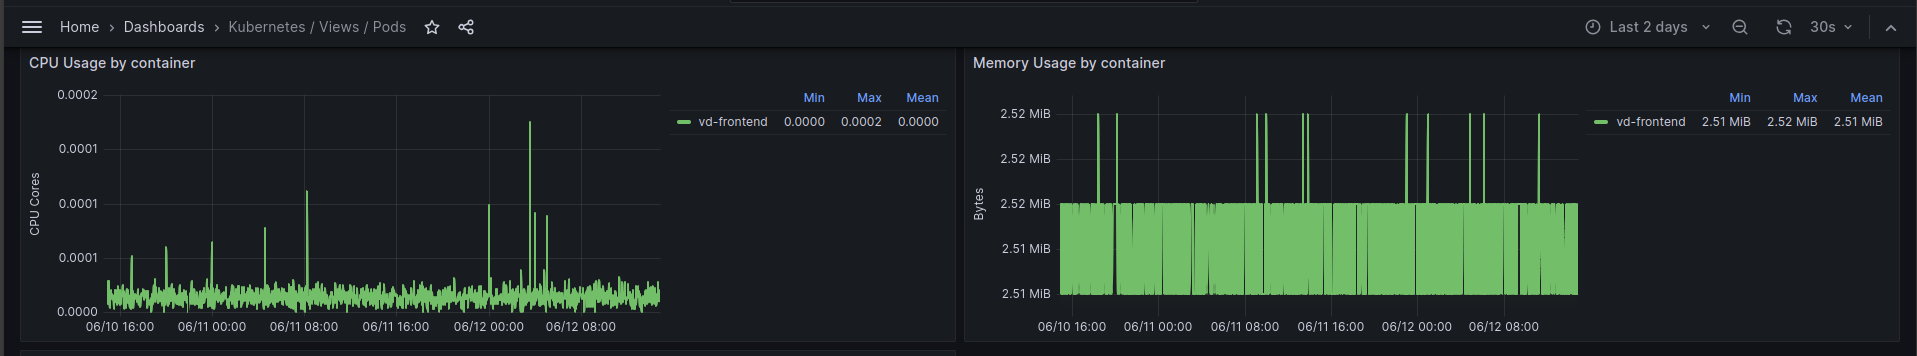 Home › Dashboards › Kubernetes / Views / Pods
Last 2 days
30s
CPU Usage by container
0.0002
0.0001
0.0001
0.0001
0.0000
CPU Cores
06/10 16:00 06/11 00:00 06/11 08:00 06/11 16:00 06/12 00:00 06/12 08:00
Min Max Mean
vd-frontend 0.0000 0.0002 0.0000
Memory Usage by container
2.52 MiB
2.52 MiB
2.52 MiB
2.51 MiB
2.51 MiB
Bytes
06/10 16:00 06/11 00:00 06/11 08:00 06/11 16:00 06/12 00:00 06/12 08:00
Min Max Mean
vd-frontend 2.51 MiB 2.52 MiB 2.51 MiB